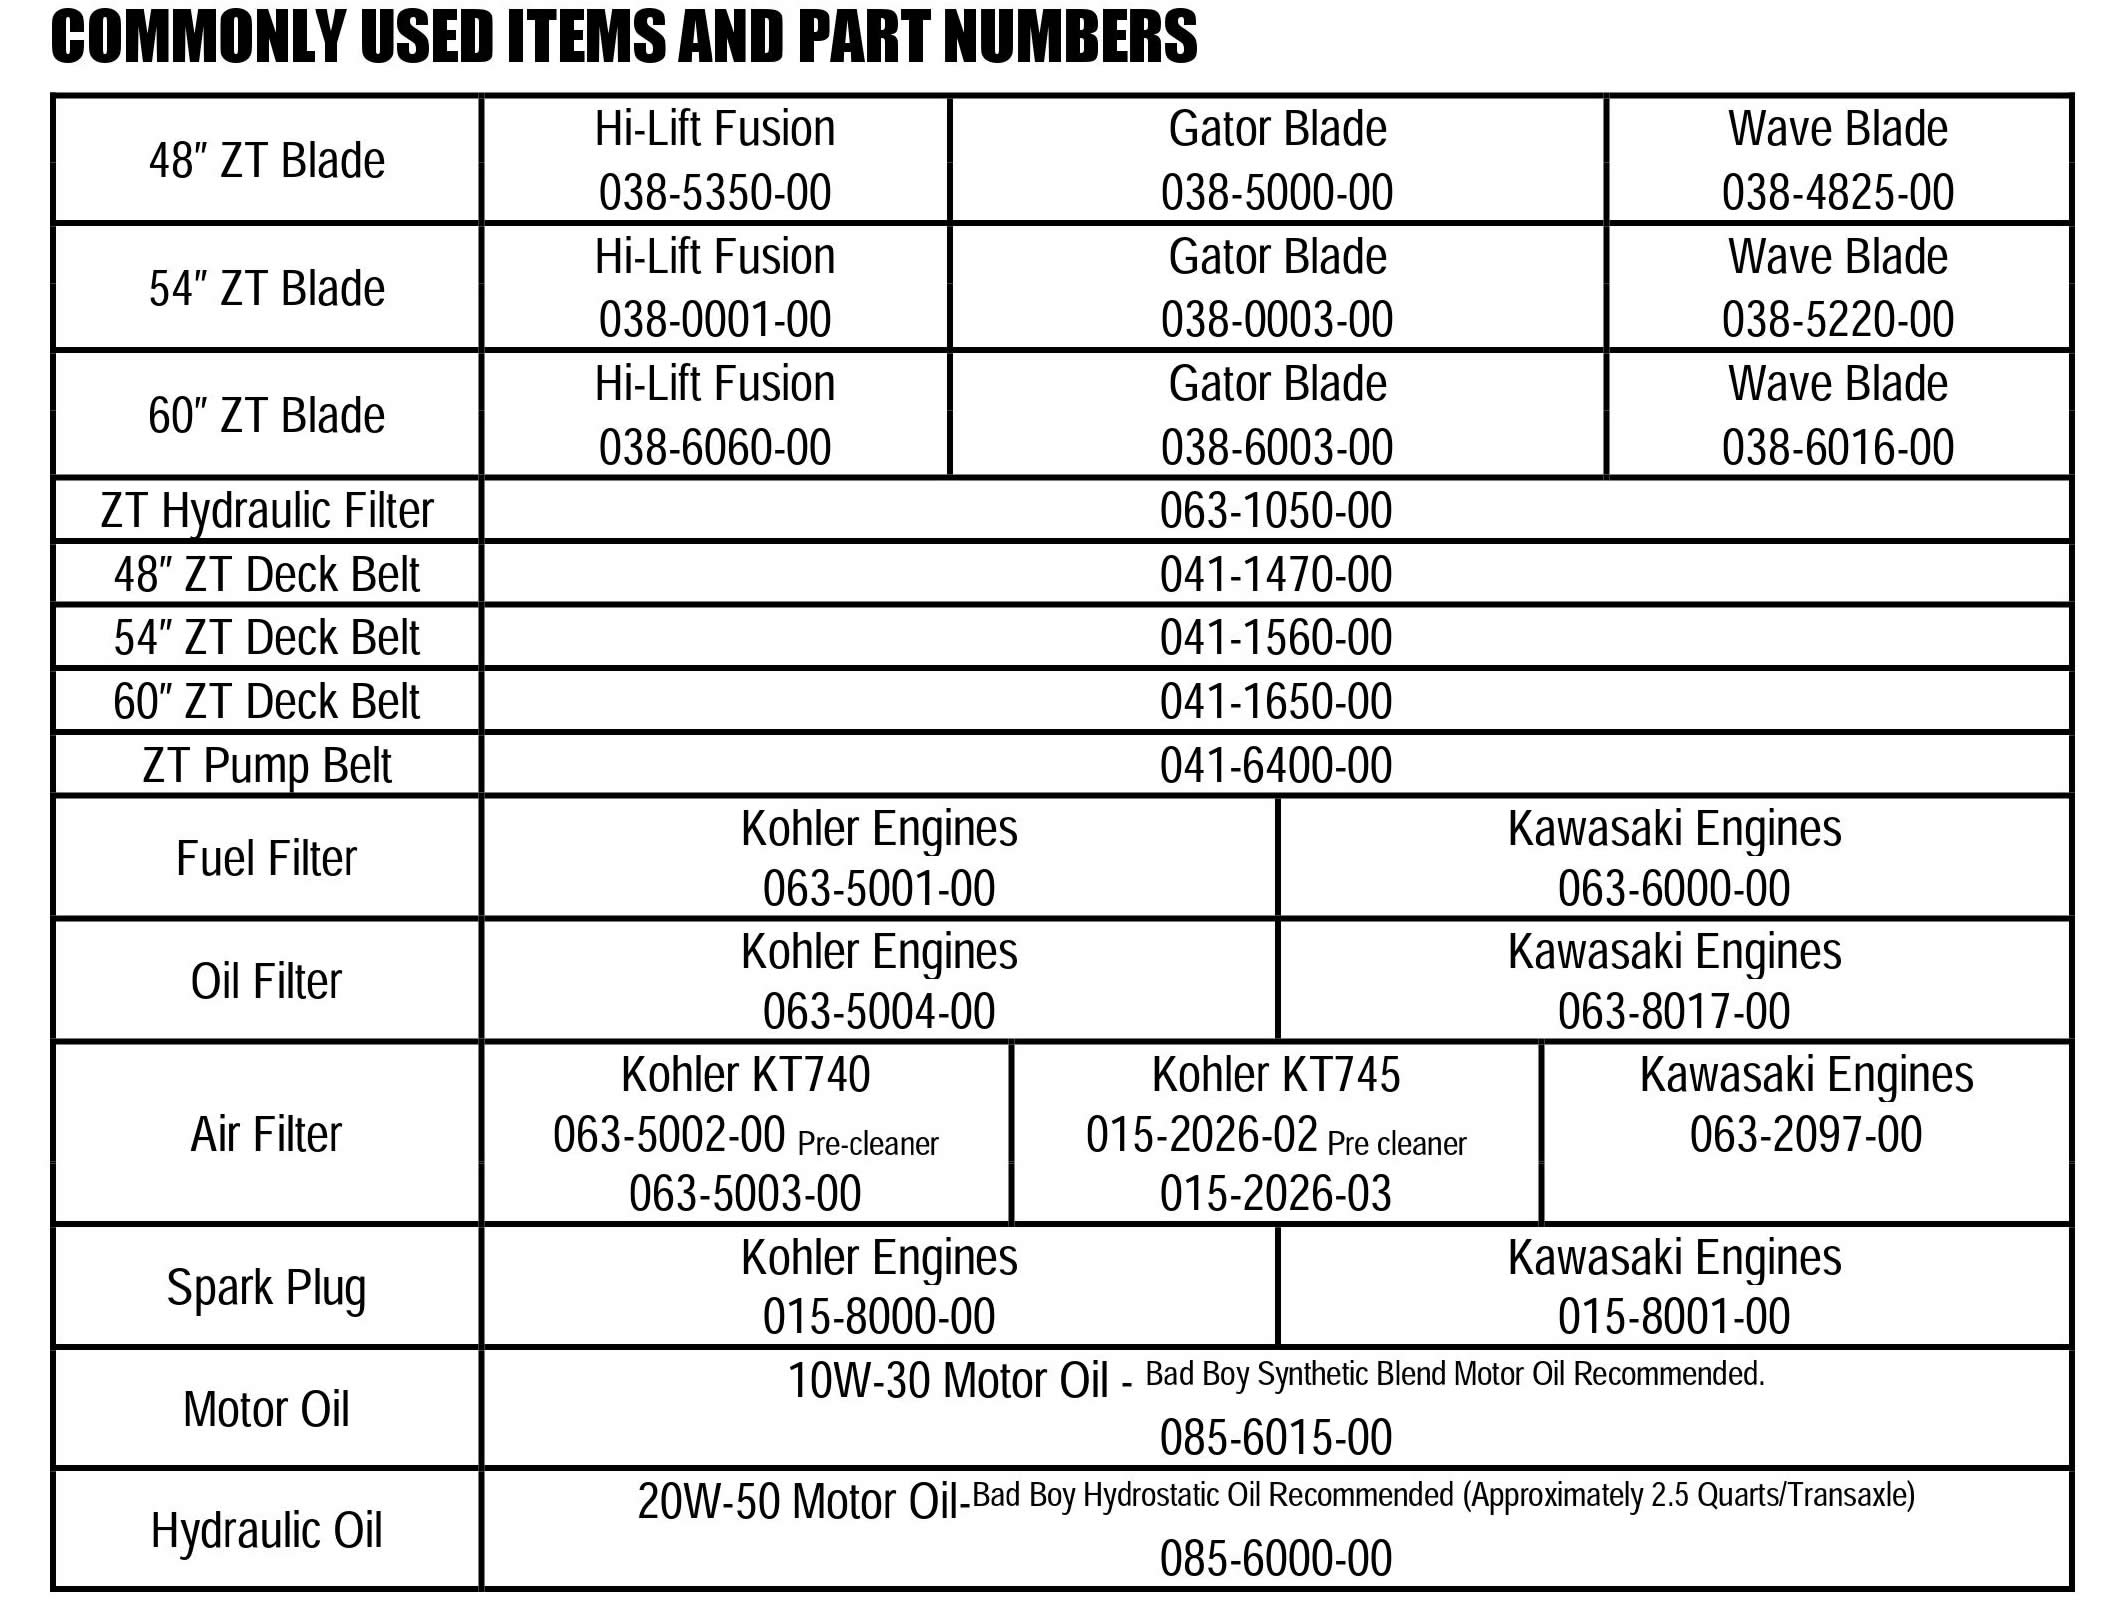 COMMONLY USED ITEMS AND PART NUMBERS
48″ ZT Blade
Hi-Lift Fusion
038-5350-00
Gator Blade
038-5000-00
Wave Blade
038-4825-00
54″ ZT Blade
Hi-Lift Fusion
038-0001-00
Gator Blade
038-0003-00
Wave Blade
038-5220-00
60″ ZT Blade
Hi-Lift Fusion
038-6060-00
Gator Blade
038-6003-00
Wave Blade
038-6016-00
ZT Hydraulic Filter
063-1050-00
48″ ZT Deck Belt
041-1470-00
54″ ZT Deck Belt
041-1560-00
60″ ZT Deck Belt
041-1650-00
ZT Pump Belt
041-6400-00
Fuel Filter
Kohler Engines
063-5001-00
Kawasaki Engines
063-6000-00
Oil Filter
Kohler Engines
063-5004-00
Kawasaki Engines
063-8017-00
Air Filter
Kohler KT740
063-5002-00 Pre-cleaner
063-5003-00
Kohler KT745
015-2026-02 Pre cleaner
015-2026-03
Kawasaki Engines
063-2097-00
Spark Plug
Kohler Engines
015-8000-00
Kawasaki Engines
015-8001-00
Motor Oil
10W-30 Motor Oil - Bad Boy Synthetic Blend Motor Oil Recommended.
085-6015-00
Hydraulic Oil
20W-50 Motor Oil-Bad Boy Hydrostatic Oil Recommended (Approximately 2.5 Quarts/Transaxle)
085-6000-00